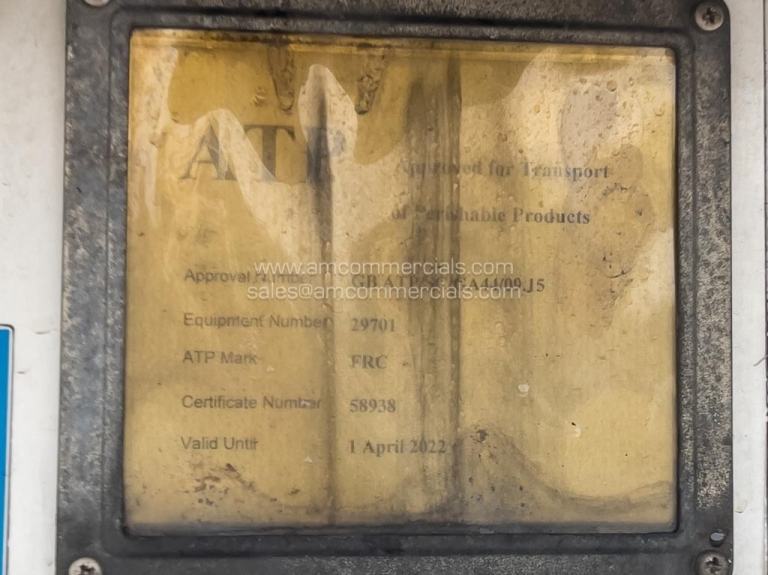 ATP
Approved for Transport
of Perishable Products
www.amcommercials.com
sales@amcommercials.com
Approval Number
Equipment Number 29701
ATP Mark FRC
Certificate Number 58938
Valid Until 1 April 2022